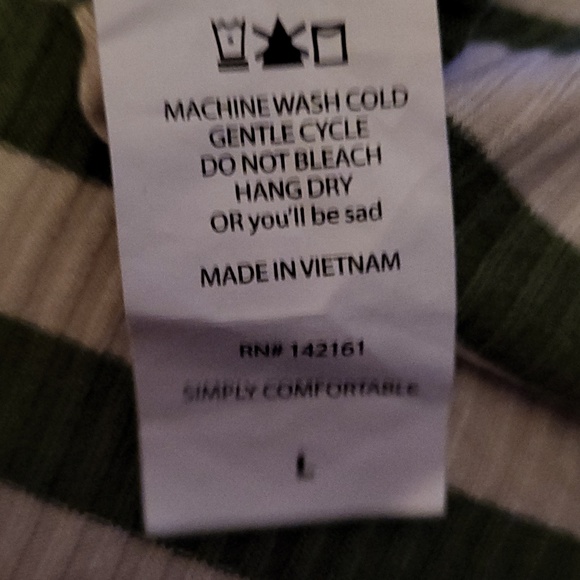 MACHINE WASH COLD
GENTLE CYCLE
DO NOT BLEACH
HANG DRY
OR you'll be sad
MADE IN VIETNAM
RN# 142161
SIMPLY COMFORTABLE
L